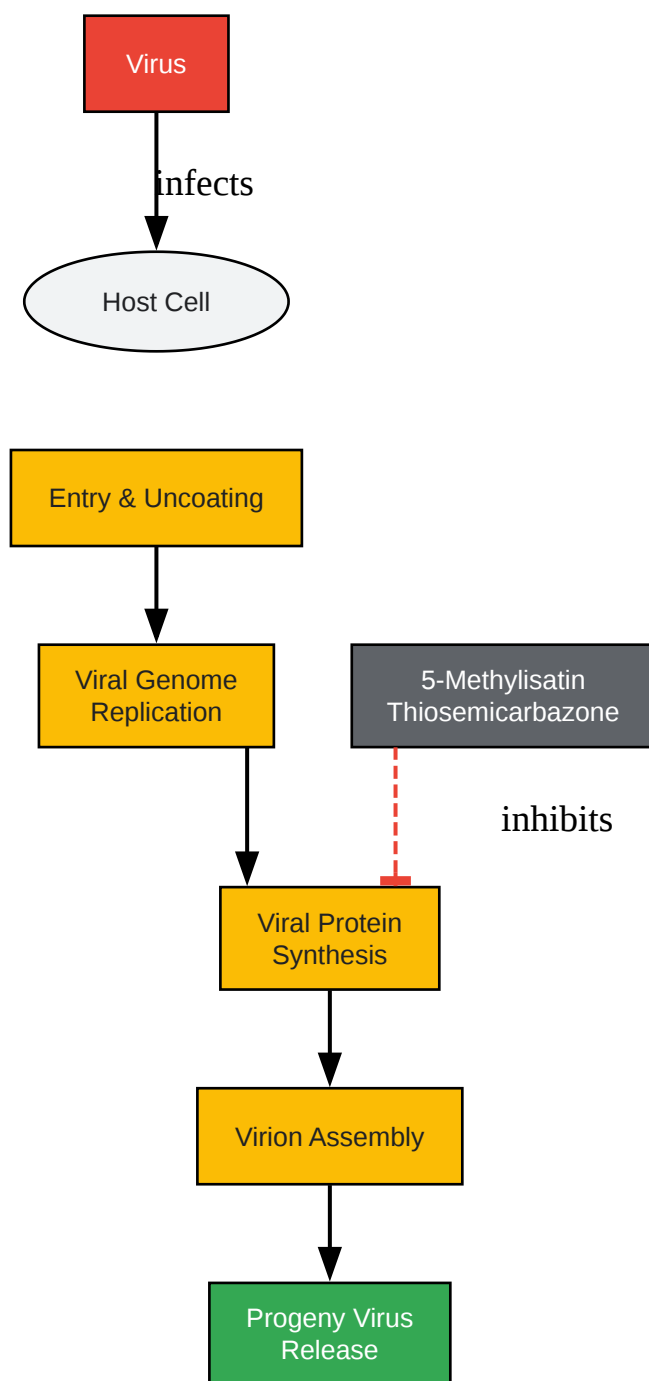 Virus
infects
Host Cell
Entry & Uncoating
Viral Genome
Replication
5-Methylisatin
Thiosemicarbazone
inhibits
Viral Protein
Synthesis
Virion Assembly
Progeny Virus
Release